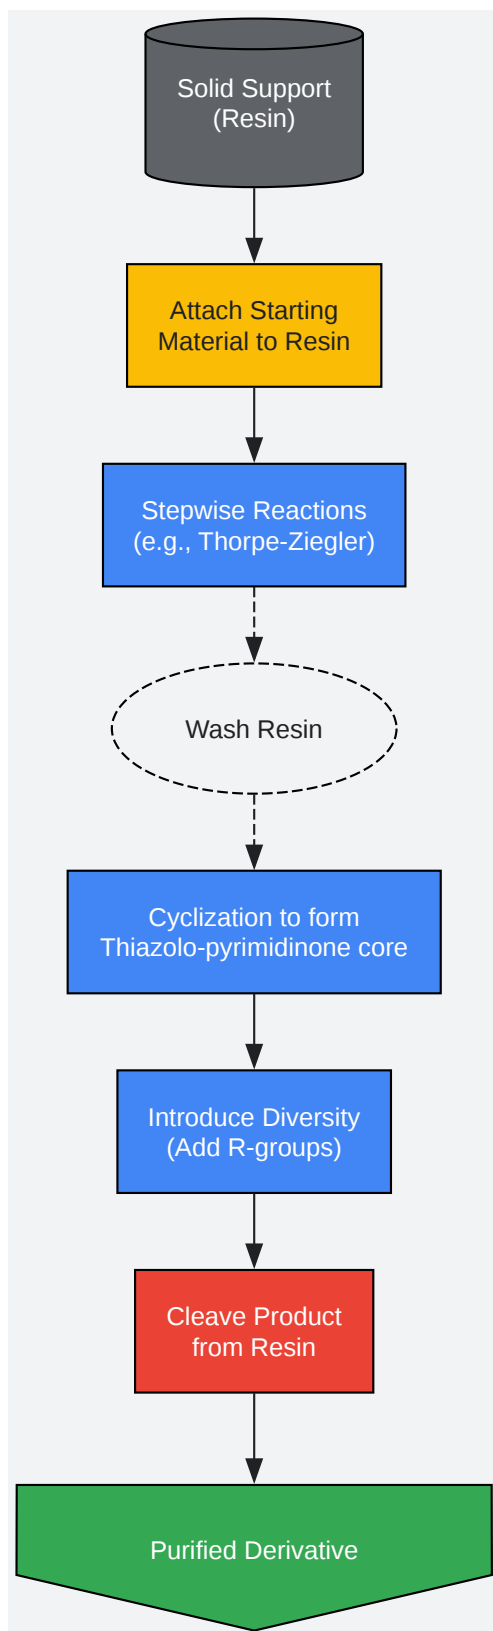 Solid Support
(Resin)
Attach Starting
Material to Resin
Stepwise Reactions
(e.g., Thorpe-Ziegler)
Wash Resin
Cyclization to form
Thiazolo-pyrimidinone core
Introduce Diversity
(Add R-groups)
Cleave Product
from Resin
Purified Derivative